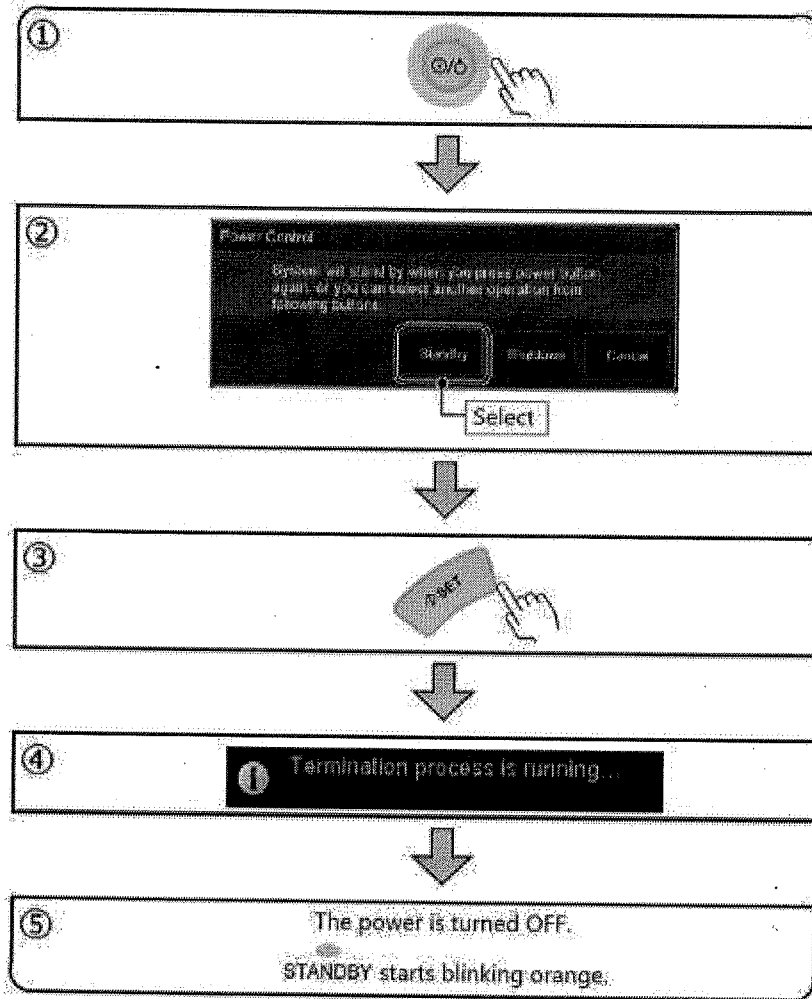 ①
②
Power Control
System will stand by when you press power button
again, or you can select another operation from
following buttons.
Standby Shutdown Cancel
Select
③
SET
④
i Termination process is running...
⑤
The power is turned OFF.
STANDBY starts blinking orange.